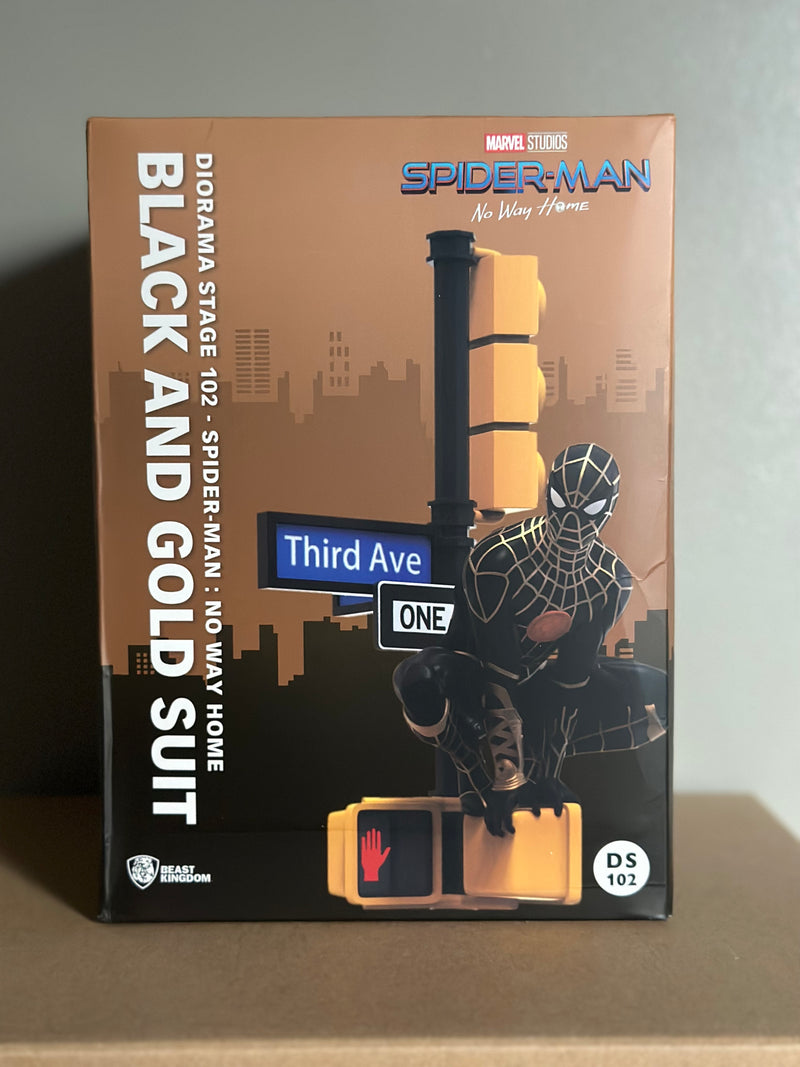 MARVEL STUDIOS
SPIDER-MAN
No Way Home
DIORAMA STAGE 102 - SPIDER-MAN : NO WAY HOME
BLACK AND GOLD SUIT
Third Ave
ONE
BEAST
KINGDOM
DS
102